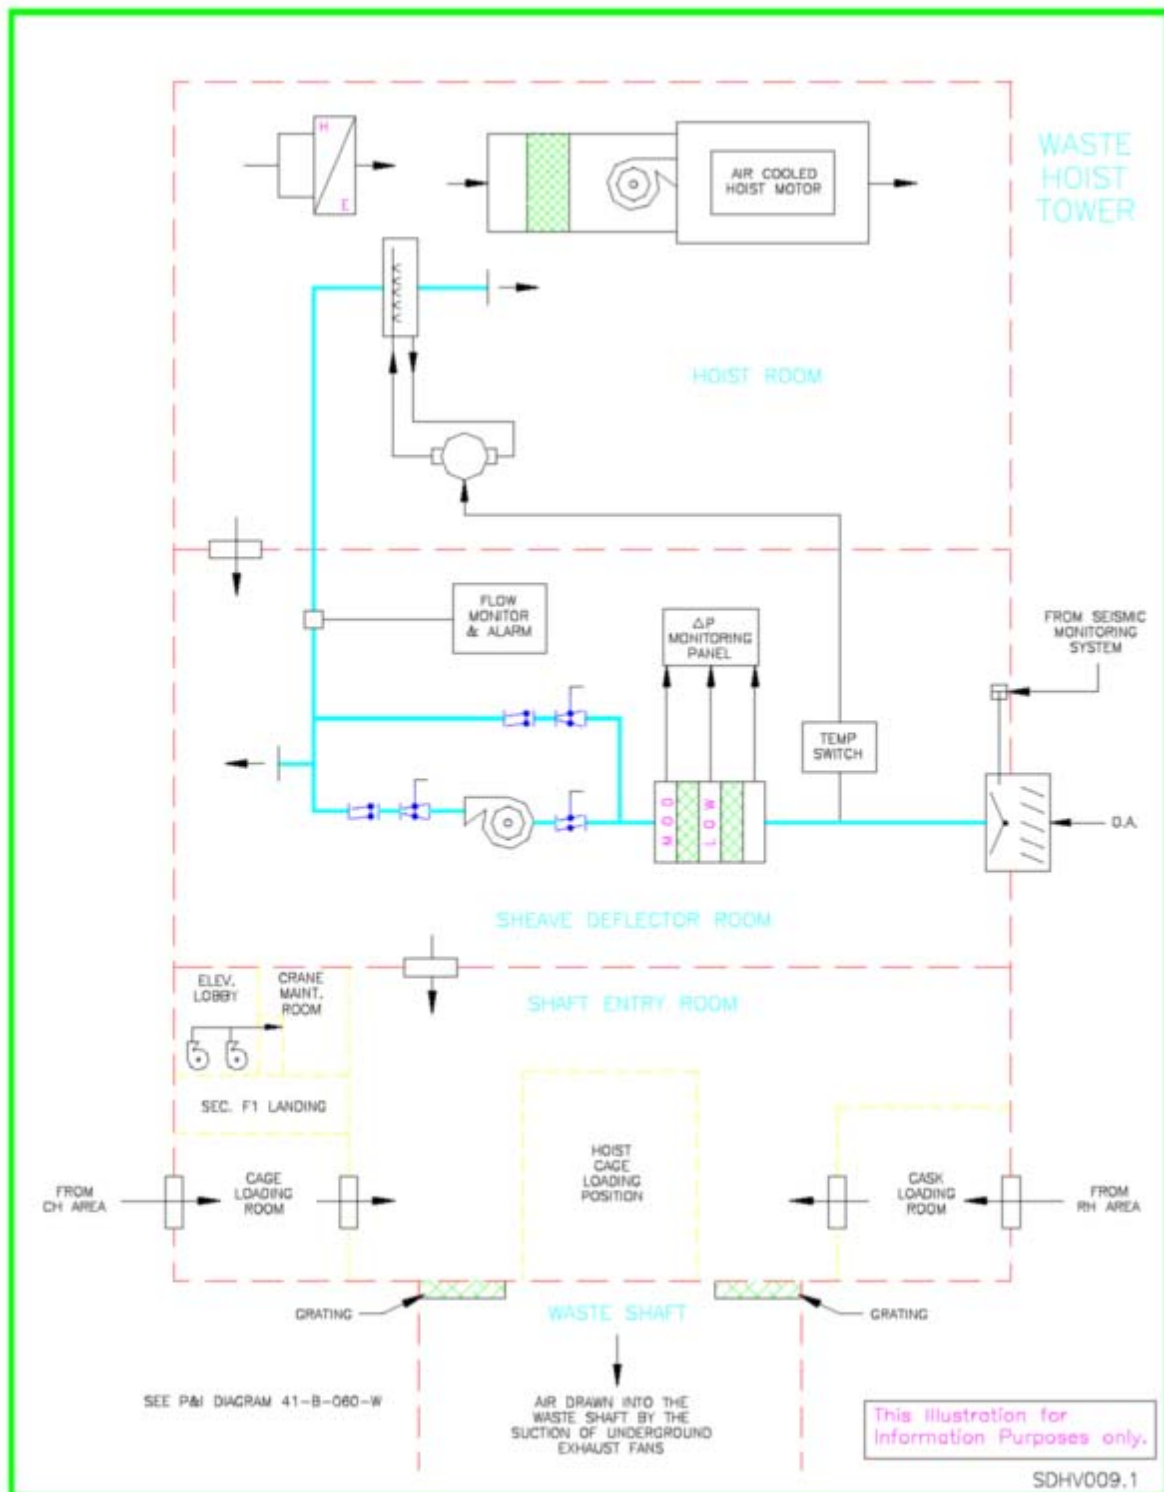 WASTE
HOIST
TOWER
H
E
AIR COOLED
HOIST MOTOR
HOIST ROOM
FLOW
MONITOR
& ALARM
ΔP
MONITORING
PANEL
FROM SEISMIC
MONITORING
SYSTEM
TEMP
SWITCH
MOD
LOW
O.A.
SHEAVE DEFLECTOR ROOM
ELEV.
LOBBY
CRANE
MAINT.
ROOM
SHAFT ENTRY ROOM
SEC. F1 LANDING
HOIST
CAGE
LOADING
POSITION
FROM
CH AREA
CAGE
LOADING
ROOM
CASK
LOADING
ROOM
FROM
RH AREA
GRATING
WASTE SHAFT
GRATING
SEE P&I DIAGRAM 41-B-060-W
AIR DRAWN INTO THE
WASTE SHAFT BY THE
SUCTION OF UNDERGROUND
EXHAUST FANS
This Illustration for
Information Purposes only.
SDHV009.1